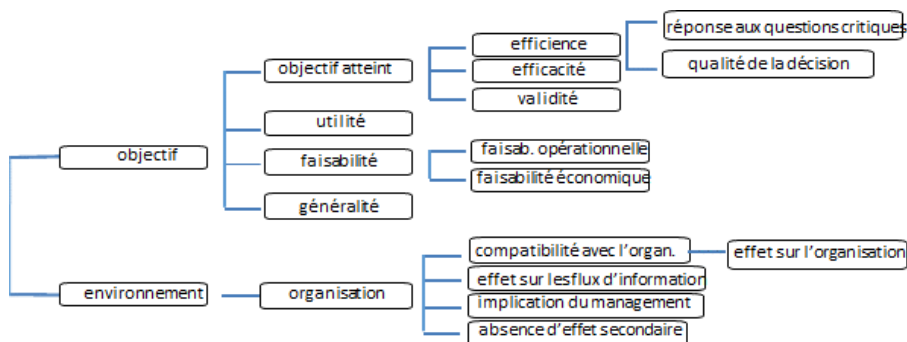 réponse aux questions critiques
efficience
objectif atteint
efficacité
qualité de la décision
validité
utilité
faisab. opérationnelle
objectif
faisabilité
faisabilité économique
généralité
compatibilité avec l'organ.
effet sur l'organisation
effet sur lesflux d'information
environnement
organisation
implication du management
absence d'effet secondaire